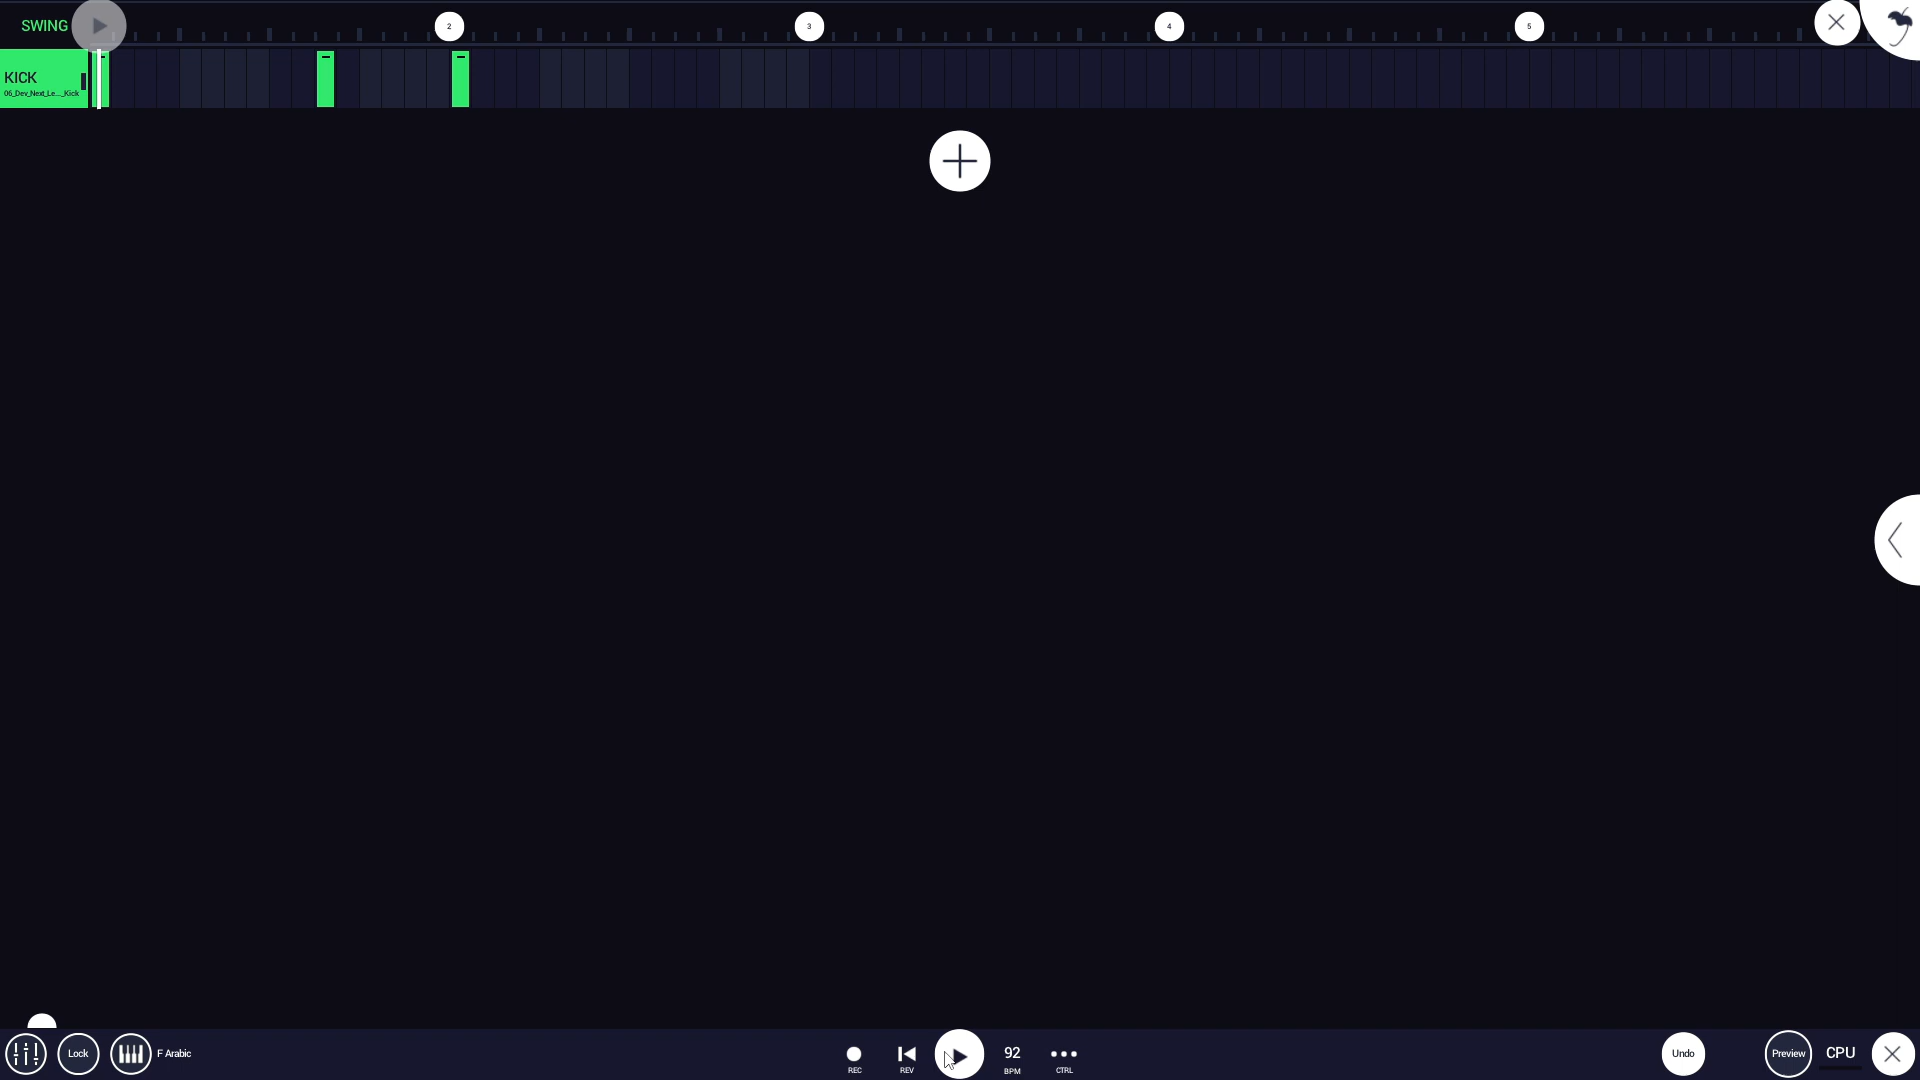 SWING
2
3
4
5
KICK
06_Dev_Next_Le..._Kick
Lock
F Arabic
REC
REV
92
BPM
CTRL
Undo
Preview
CPU